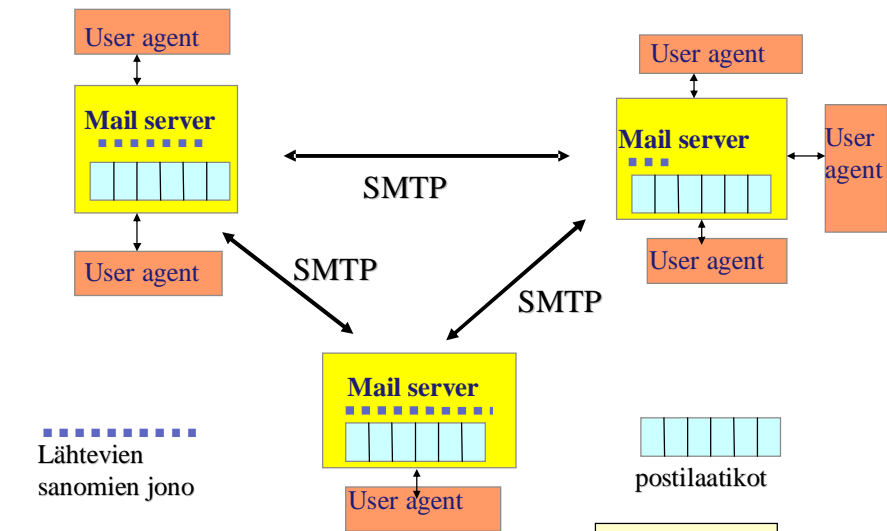 User agent
User agent
Mail server
Mail server
User
agent
SMTP
User agent
User agent
SMTP
SMTP
Mail server
Lähtevien
sanomien jono
postilaatikot
User agent